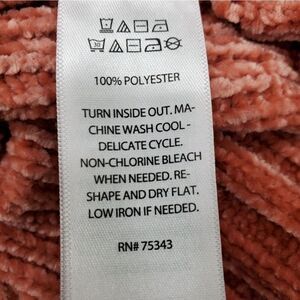 100% POLYESTER
TURN INSIDE OUT. MA-
CHINE WASH COOL -
DELICATE CYCLE.
NON-CHLORINE BLEACH
WHEN NEEDED. RE-
SHAPE AND DRY FLAT.
LOW IRON IF NEEDED.
RN# 75343